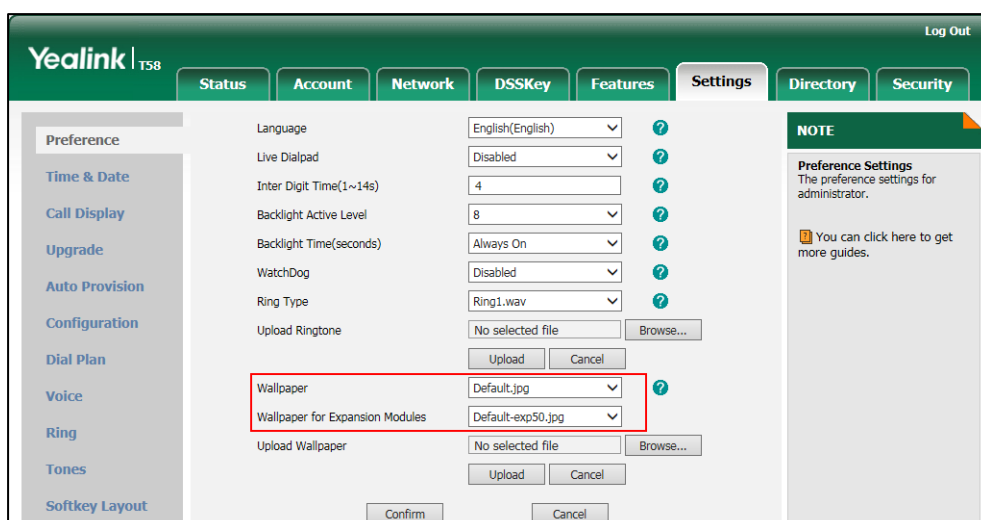 Log Out
Yealink | T58
Status Account Network DSSKey Features Settings Directory Security
Preference
Time & Date
Call Display
Upgrade
Auto Provision
Configuration
Dial Plan
Voice
Ring
Tones
Softkey Layout
Language English(English) ?
Live Dialpad Disabled ?
Inter Digit Time(1~14s) 4 ?
Backlight Active Level 8 ?
Backlight Time(seconds) Always On ?
WatchDog Disabled ?
Ring Type Ring1.wav ?
Upload Ringtone No selected file Browse...
Upload Cancel
Wallpaper Default.jpg ?
Wallpaper for Expansion Modules Default-exp50.jpg
Upload Wallpaper No selected file Browse...
Upload Cancel
Confirm Cancel
NOTE
Preference Settings
The preference settings for
administrator.
? You can click here to get
more guides.